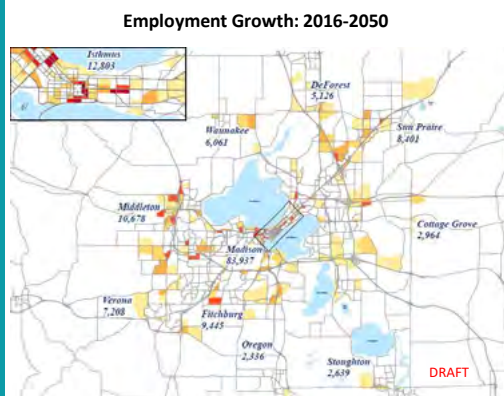 Employment Growth: 2016-2050
Isthmus
12,803
DeForest
5,126
Waunakee
6,061
Sun Praire
8,401
Middleton
10,678
Madison
83,937
Cottage Grove
2,964
Verona
7,208
Fitchburg
9,445
Oregon
2,336
Stoughton
2,639
DRAFT